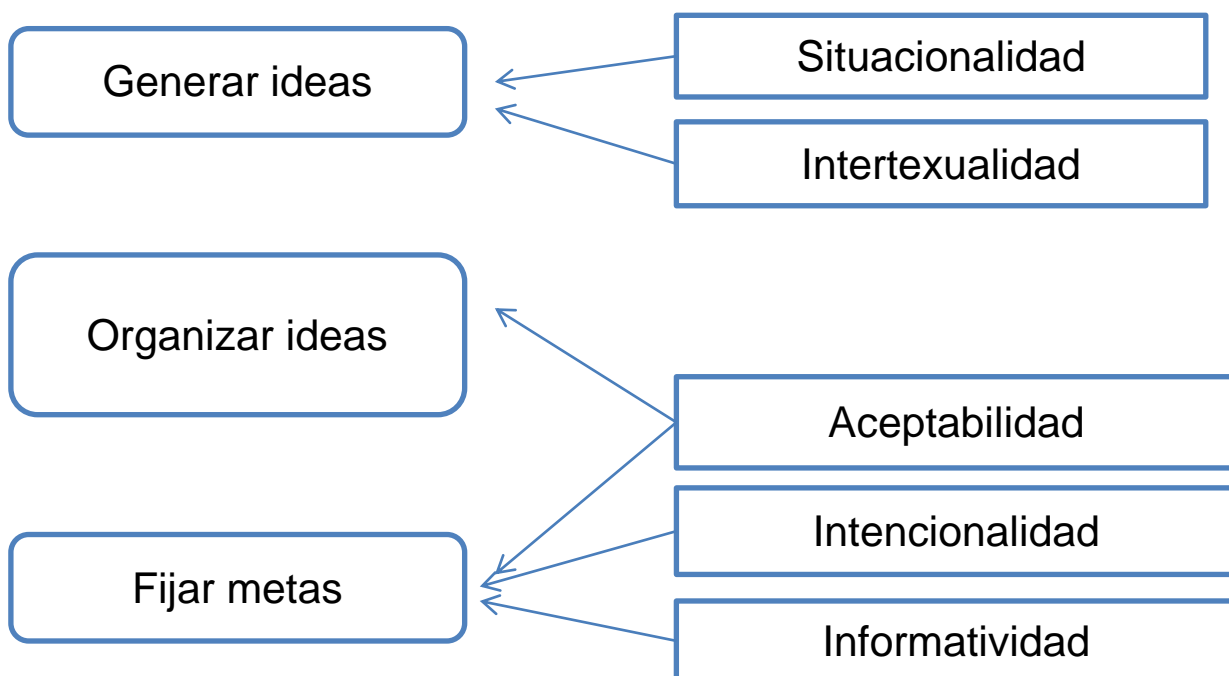 Generar ideas
Situacionalidad
Intertexualidad
Organizar ideas
Aceptabilidad
Intencionalidad
Fijar metas
Informatividad